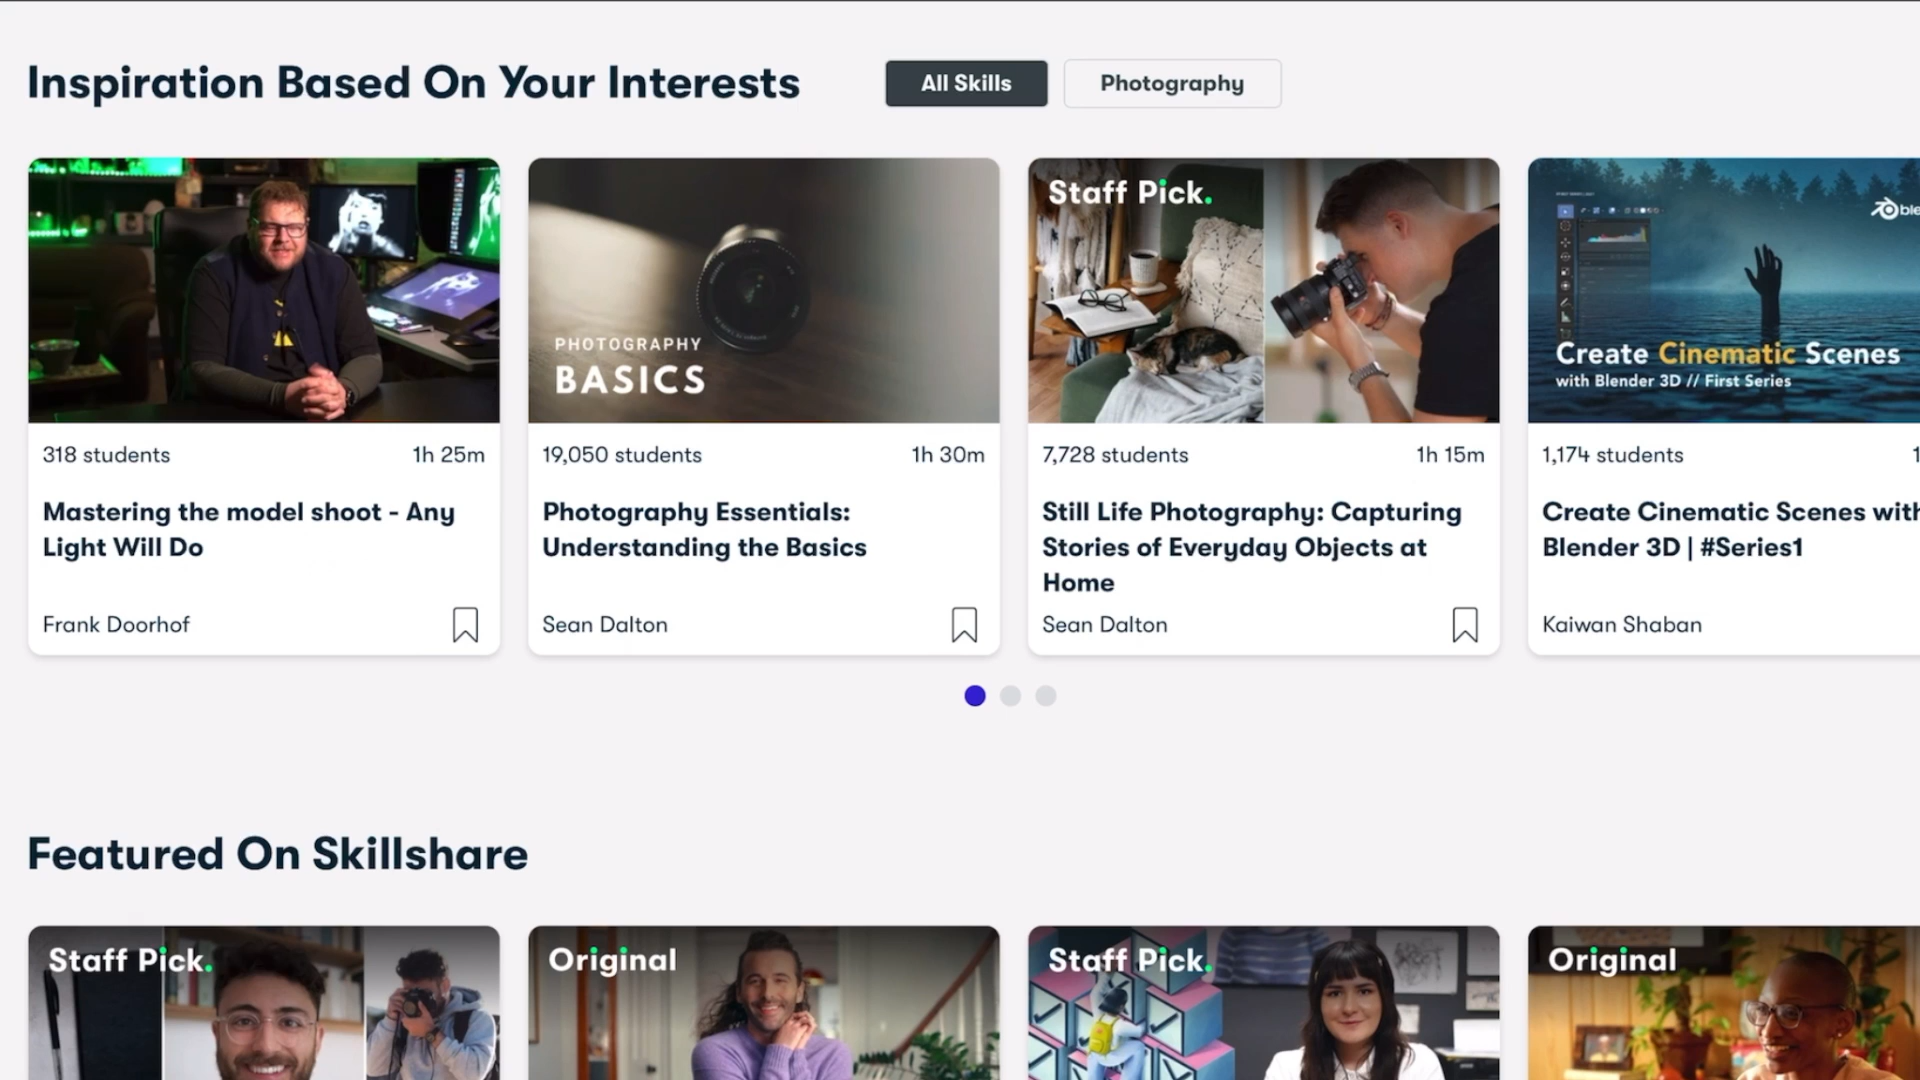 Inspiration Based On Your Interests
All Skills
Photography
PHOTOGRAPHY
BASICS
318 students
1h 25m
Mastering the model shoot - Any
Light Will Do
Frank Doorhof
19,050 students
1h 30m
Photography Essentials:
Understanding the Basics
Sean Dalton
Staff Pick.
7,728 students
1h 15m
Still Life Photography: Capturing
Stories of Everyday Objects at
Home
Sean Dalton
ble
Create Cinematic Scenes
with Blender 3D // First Series
1,174 students
1
Create Cinematic Scenes with
Blender 3D | #Series1
Kaiwan Shaban
Featured On Skillshare
Staff Pick.
Original
Staff Pick.
Original